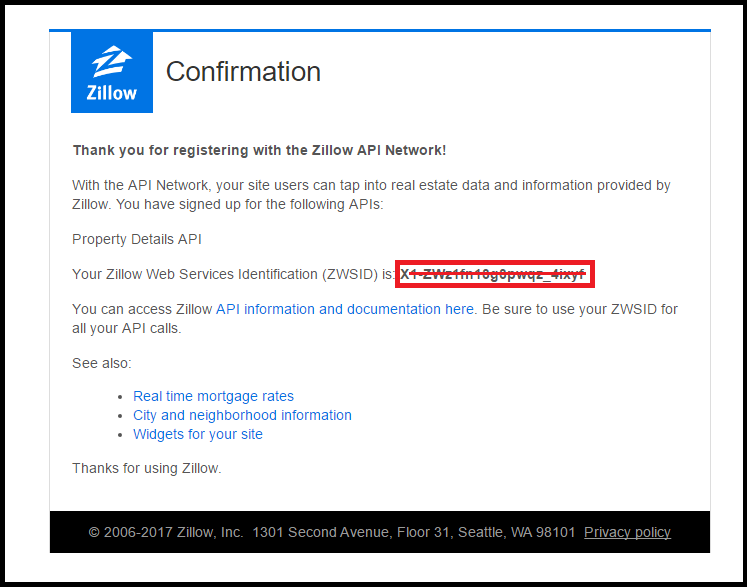 Zillow
Confirmation
Thank you for registering with the Zillow API Network!
With the API Network, your site users can tap into real estate data and information provided by
Zillow. You have signed up for the following APIs:
Property Details API
Your Zillow Web Services Identification (ZWSID) is:
You can access Zillow API information and documentation here. Be sure to use your ZWSID for
all your API calls.
See also:
• Real time mortgage rates
• City and neighborhood information
• Widgets for your site
Thanks for using Zillow.
© 2006-2017 Zillow, Inc. 1301 Second Avenue, Floor 31, Seattle, WA 98101 Privacy policy